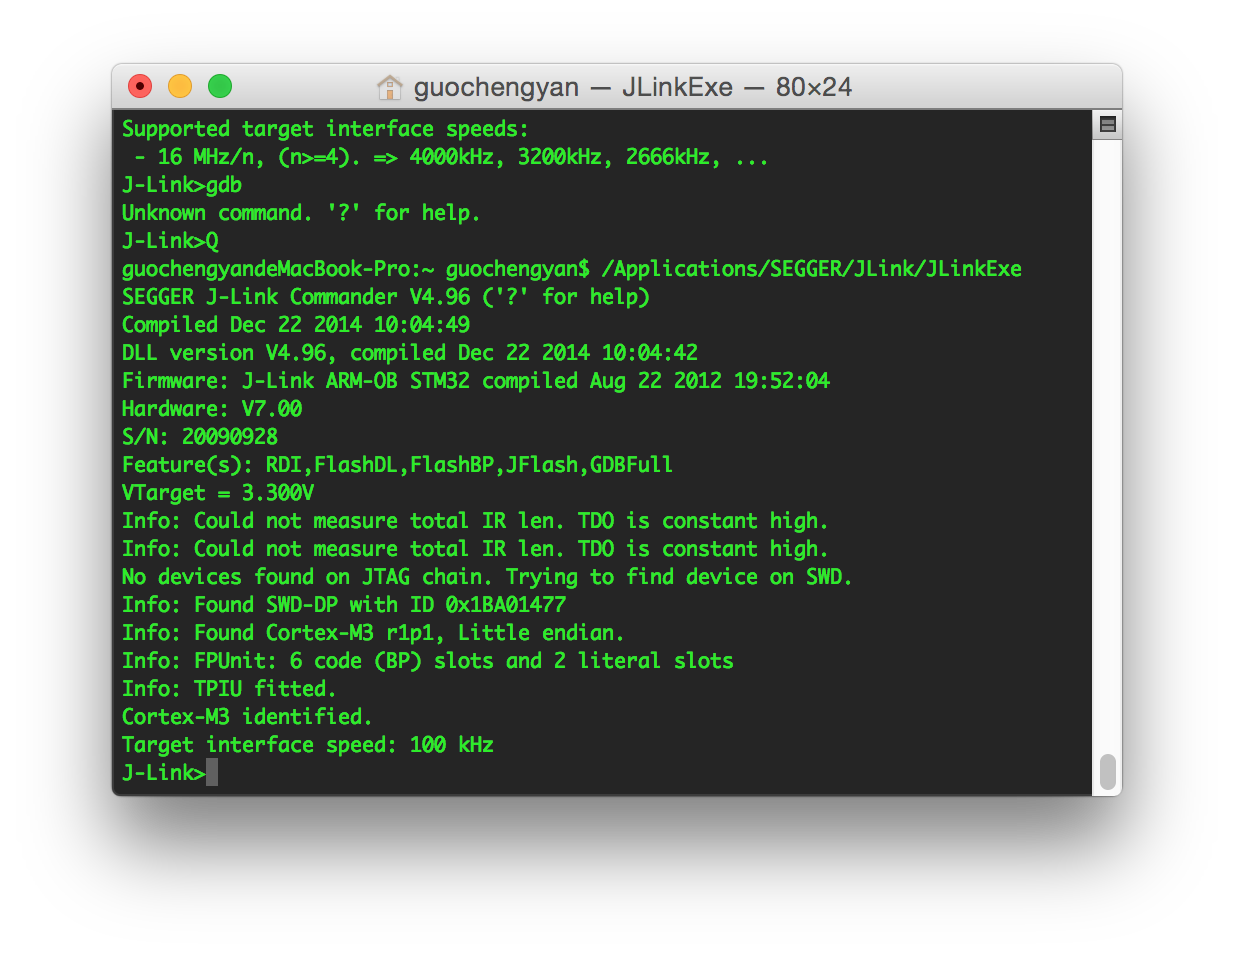 guochengyan — JLinkExe — 80×24
Supported target interface speeds:
 - 16 MHz/n, (n>=4). => 4000kHz, 3200kHz, 2666kHz, ...
J-Link>gdb
Unknown command. '?' for help.
J-Link>Q
guochengyandeMacBook-Pro:~ guochengyan$ /Applications/SEGGER/JLink/JLinkExe
SEGGER J-Link Commander V4.96 ('?' for help)
Compiled Dec 22 2014 10:04:49
DLL version V4.96, compiled Dec 22 2014 10:04:42
Firmware: J-Link ARM-OB STM32 compiled Aug 22 2012 19:52:04
Hardware: V7.00
S/N: 20090928
Feature(s): RDI,FlashDL,FlashBP,JFlash,GDBFull
VTarget = 3.300V
Info: Could not measure total IR len. TDO is constant high.
Info: Could not measure total IR len. TDO is constant high.
No devices found on JTAG chain. Trying to find device on SWD.
Info: Found SWD-DP with ID 0x1BA01477
Info: Found Cortex-M3 r1p1, Little endian.
Info: FPUnit: 6 code (BP) slots and 2 literal slots
Info: TPIU fitted.
Cortex-M3 identified.
Target interface speed: 100 kHz
J-Link>